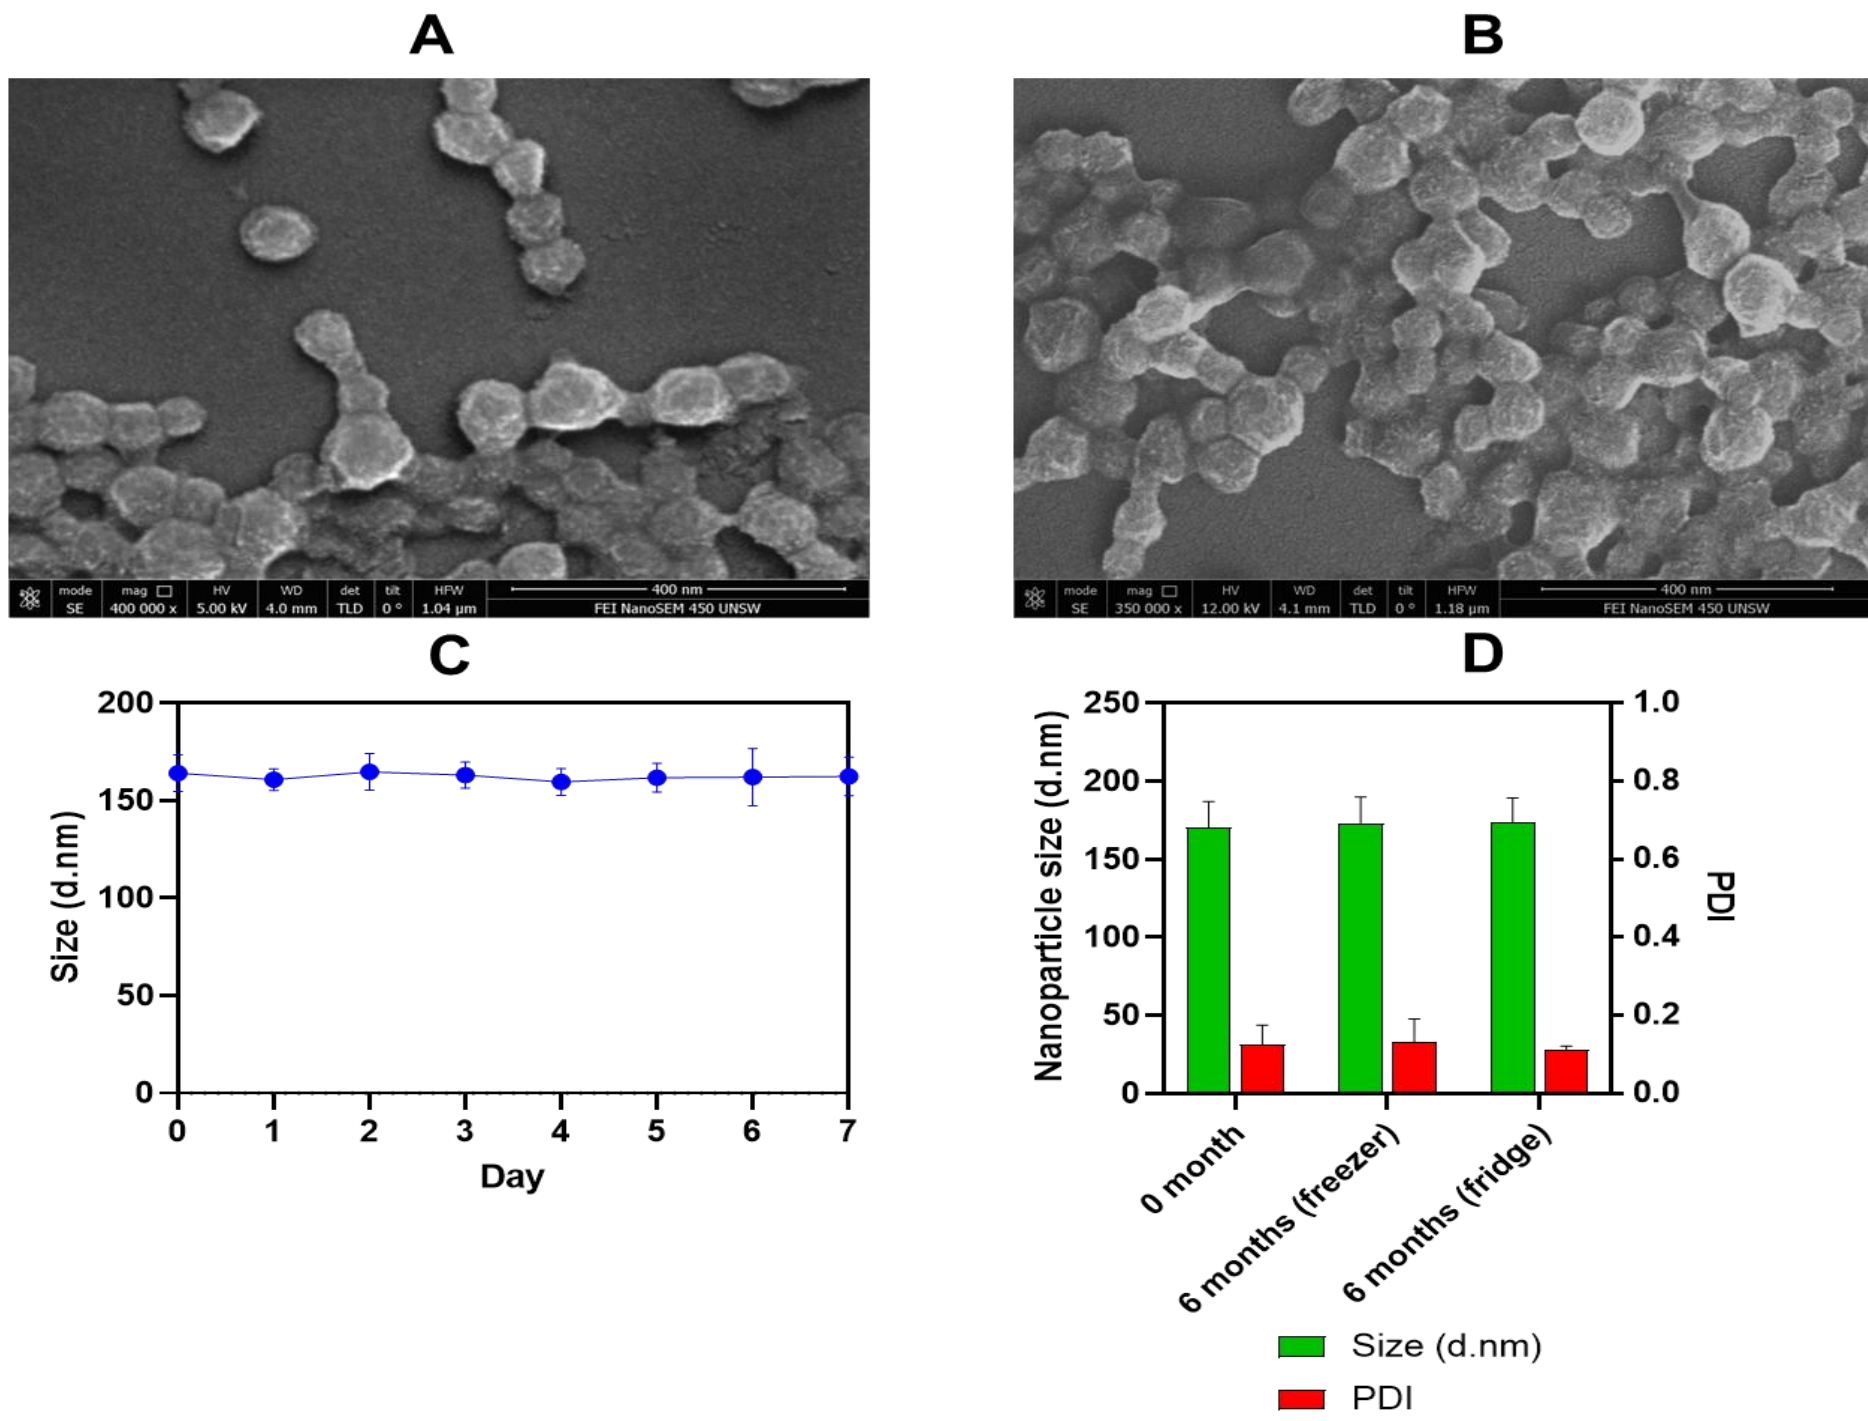 A
B
mode mag HV WD det tilt HFW 400 nm
SE 400 000 x 5.00 kV 4.0 mm TLD 0 ° 1.04 µm FEI NanoSEM 450 UNSW
mode mag HV WD det tilt HFW 400 nm
SE 350 000 x 12.00 kV 4.1 mm TLD 0 ° 1.18 µm FEI NanoSEM 450 UNSW
C
200
150
100
50
0
Size (d.nm)
0 1 2 3 4 5 6 7
Day
D
250
200
150
100
50
0
Nanoparticle size (d.nm)
1.0
0.8
0.6
0.4
0.2
0.0
PDI
0 month
6 months (freezer)
6 months (fridge)
Size (d.nm)
PDI